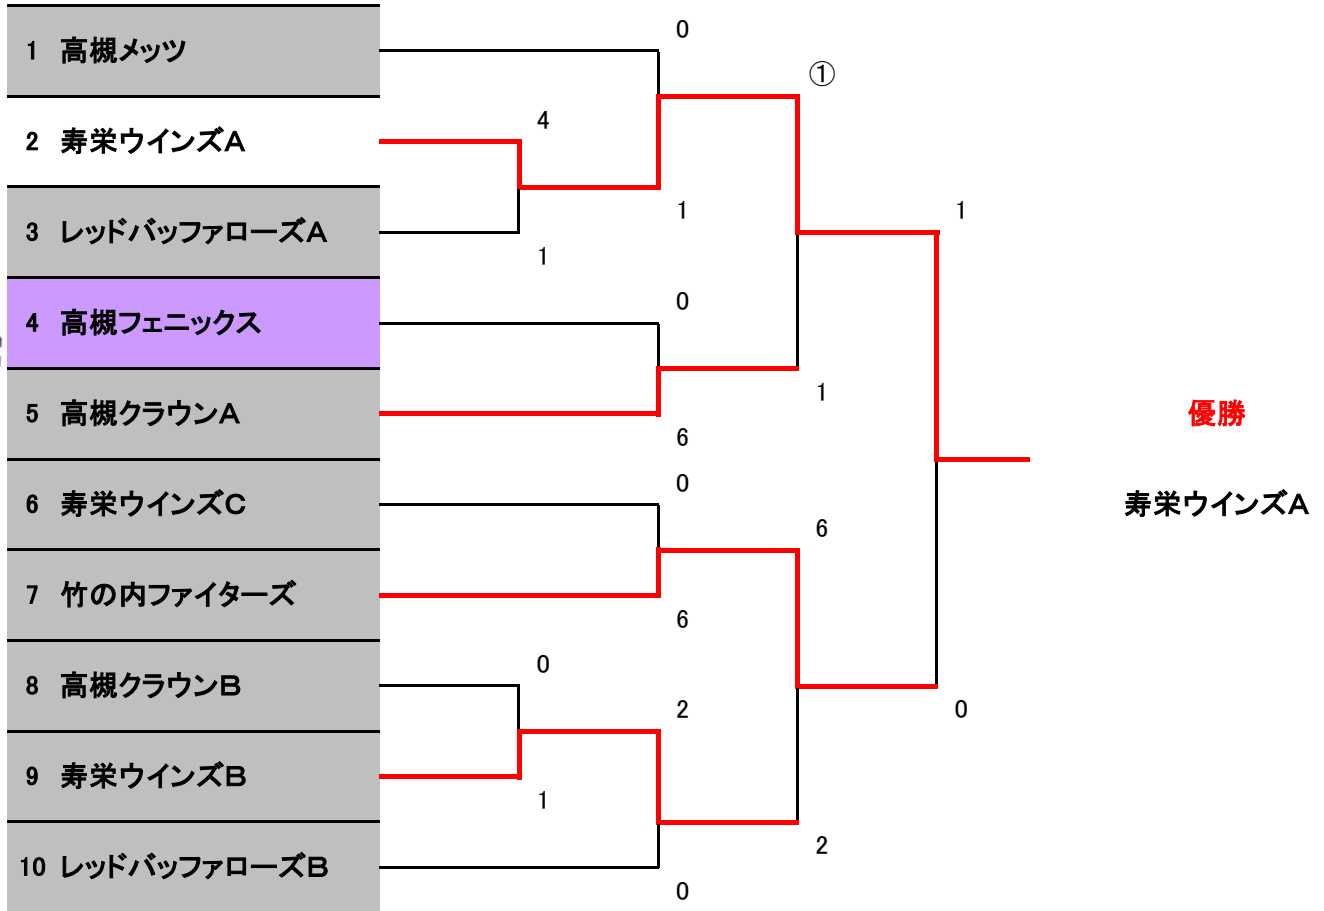 0
1 高槻メッツ
①
4
2 寿栄ウインズA
1
1
3 レッドバッファローズA
1
0
4 高槻フェニックス
1
5 高槻クラウンA
優勝
6
0
6 寿栄ウインズC
寿栄ウインズA
6
7 竹の内ファイターズ
6
0
8 高槻クラウンB
2
0
9 寿栄ウインズB
1
2
10 レッドバッファローズB
0